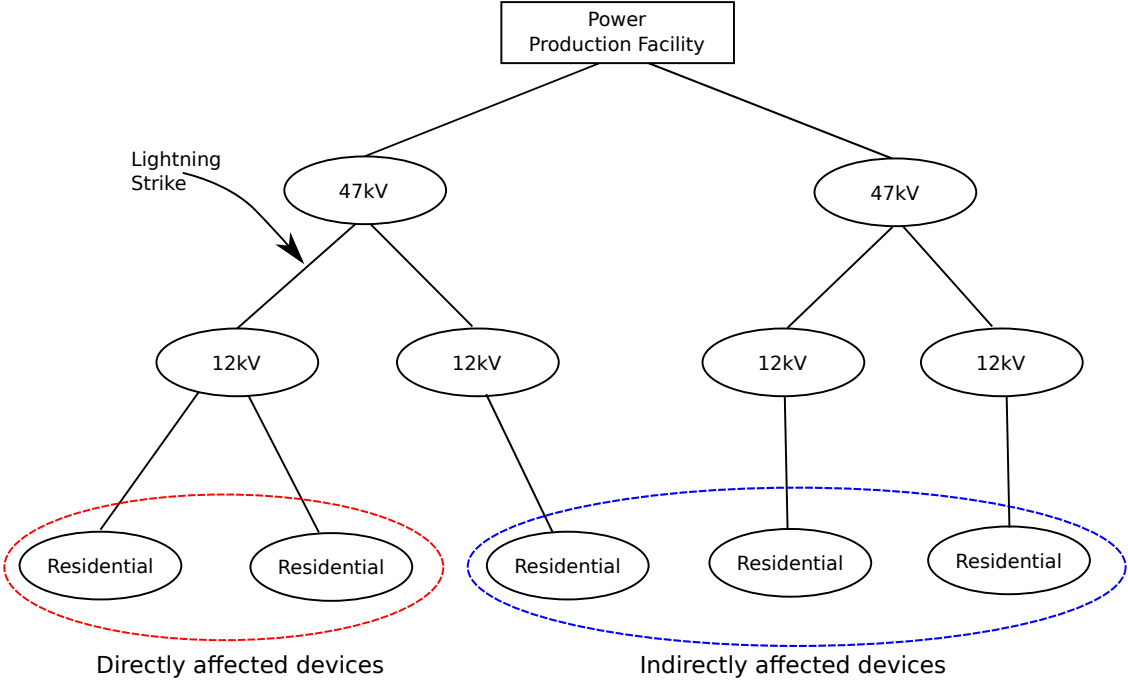 Power
Production Facility
Lightning
Strike
47kV
47kV
12kV
12kV
12kV
12kV
Residential
Residential
Residential
Residential
Residential
Directly affected devices
Indirectly affected devices